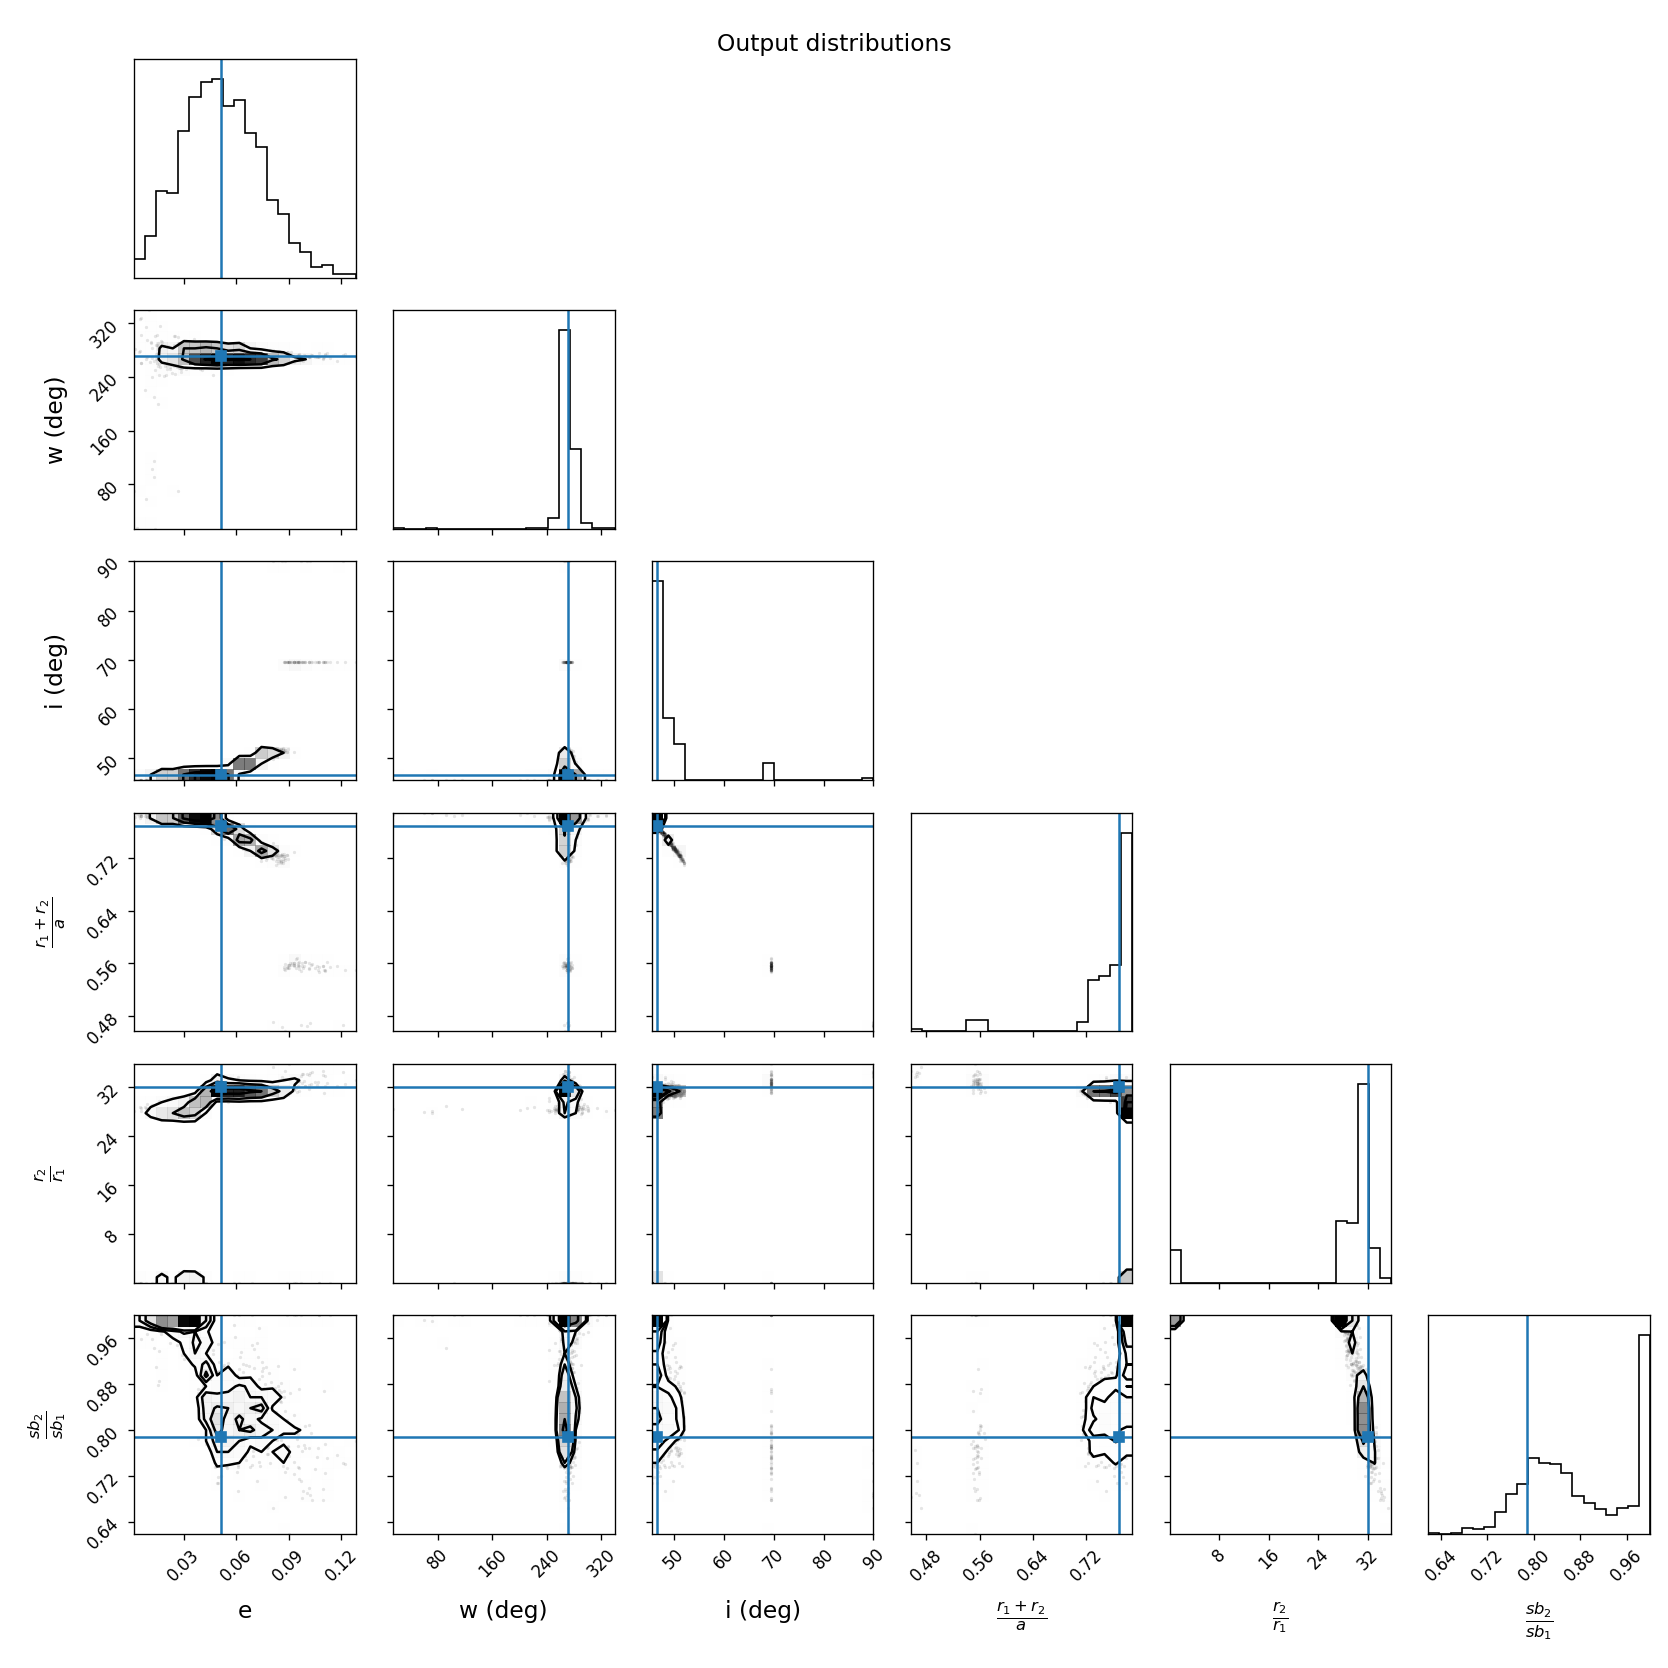 Output distributions
320
240
160
80
w (deg)
90
80
70
60
50
i (deg)
0.72
0.64
0.56
0.48
r₁ + r₂
a
32
24
16
8
r₂
r₁
0.96
0.88
0.80
0.72
0.64
sb₂
sb₁
0.03 0.06 0.09 0.12 80 160 240 320 50 60 70 80 90 0.48 0.56 0.64 0.72 8 16 24 32 0.64 0.72 0.80 0.88 0.96
e w (deg) i (deg)
r₁ + r₂
a
r₂
r₁
sb₂
sb₁